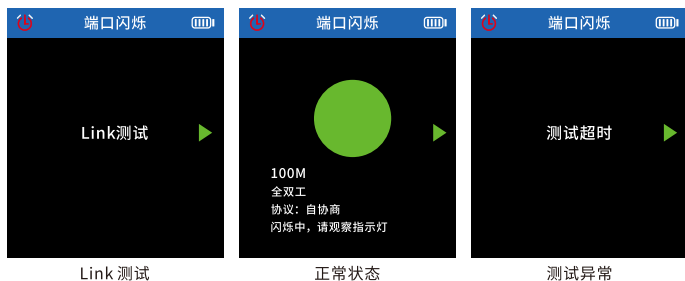 端口闪烁
Link测试
Link 测试
端口闪烁
100M
全双工
协议：自协商
闪烁中，请观察指示灯
正常状态
端口闪烁
测试超时
测试异常